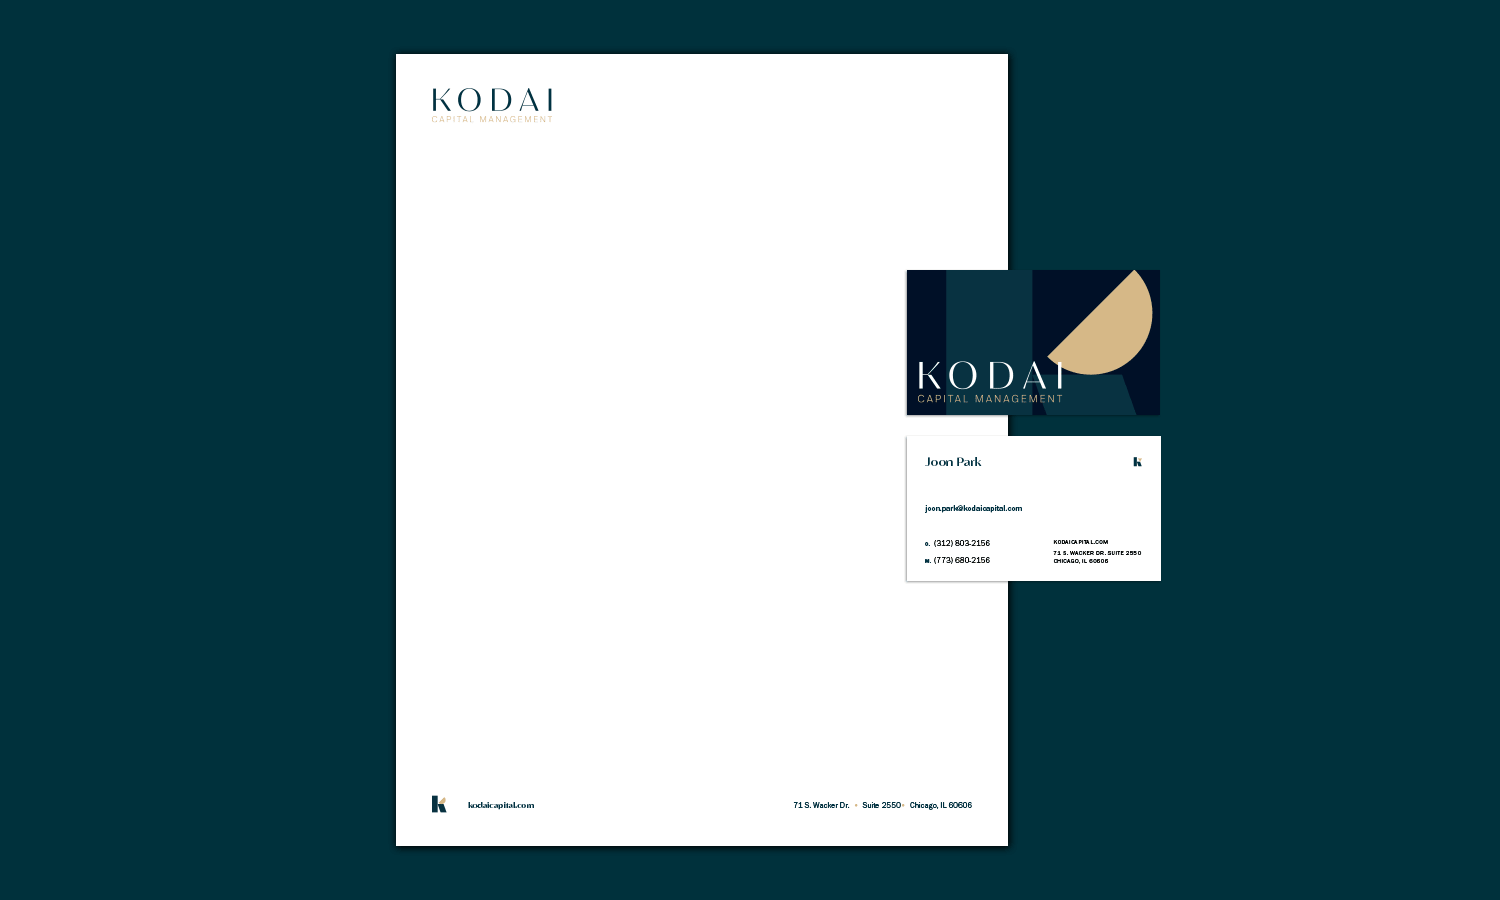 KODAI
CAPITAL MANAGEMENT
KODAI
CAPITAL MANAGEMENT
Joon Park
k
joon.park@kodaicapital.com
O. (312) 803-2156
M. (773) 680-2156
KODAICAPITAL.COM
71 S. WACKER DR. SUITE 2550
CHICAGO, IL 60606
k
kodaicapital.com
71 S. Wacker Dr. • Suite 2550 • Chicago, IL 60606